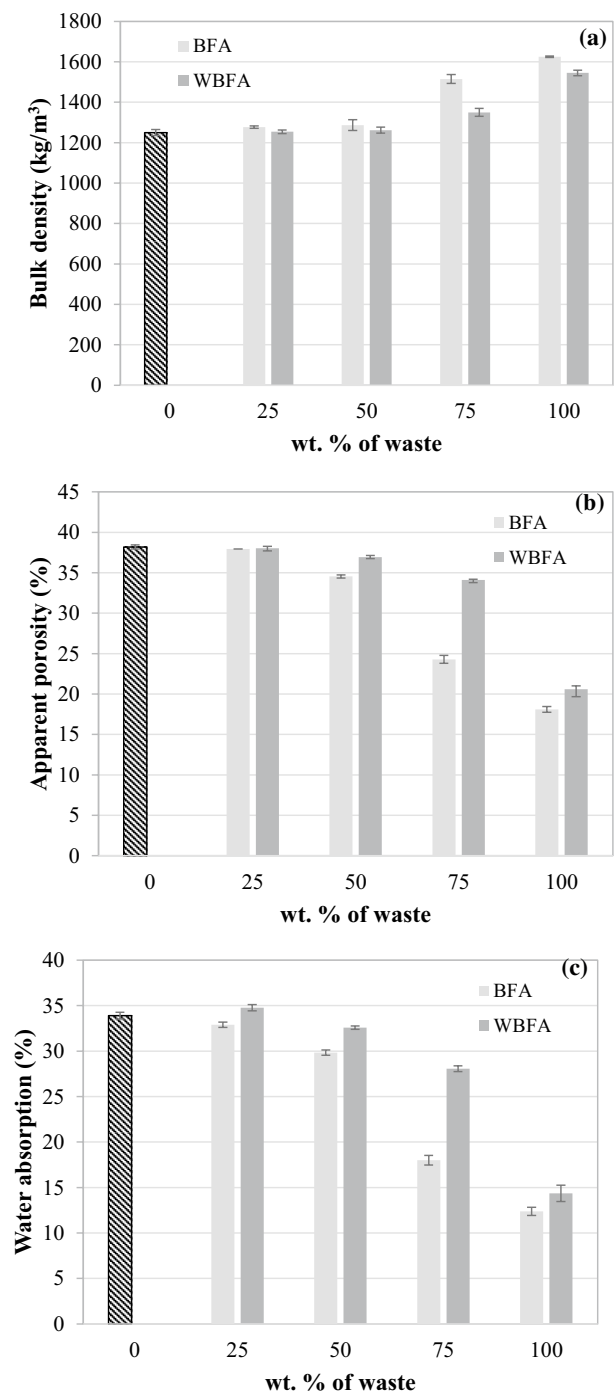 1800
1600
1400
1200
1000
800
600
400
200
0
Bulk density (kg/m³)
BFA
WBFA
(a)
0 25 50 75 100
wt. % of waste
45
40
35
30
25
20
15
10
5
0
Apparent porosity (%)
(b)
BFA
WBFA
0 25 50 75 100
wt. % of waste
40
35
30
25
20
15
10
5
0
Water absorption (%)
(c)
BFA
WBFA
0 25 50 75 100
wt. % of waste